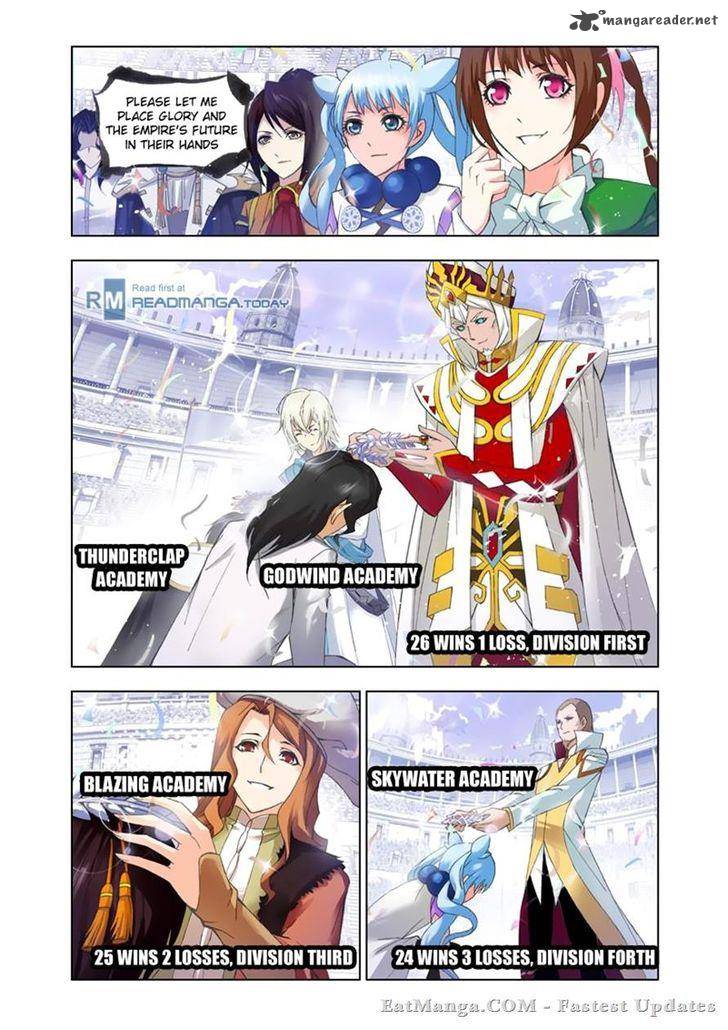 mangareader.net
PLEASE LET ME
PLACE GLORY AND
THE EMPIRE'S FUTURE
IN THEIR HANDS
RM
Read first at
READMANGA.TODAY
THUNDERCLAP
ACADEMY
GODWIND ACADEMY
26 WINS 1 LOSS, DIVISION FIRST
BLAZING ACADEMY
25 WINS 2 LOSSES, DIVISION THIRD
SKYWATER ACADEMY
24 WINS 3 LOSSES, DIVISION FORTH
EatManga.COM - Fastest Updates